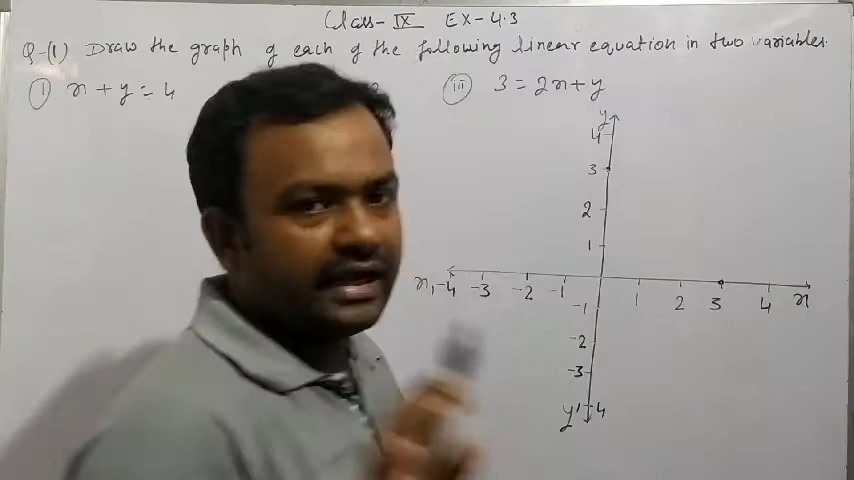 Class-IX EX-4.3
Q-(1) Draw the graph of each of the following linear equation in two variables.
(i) x + y = 4
(iii) 3 = 2x + y
y
4
3
2
1
x, -4 -3 -2 -1 1 2 3 4 x
-1
-2
-3
y' -4